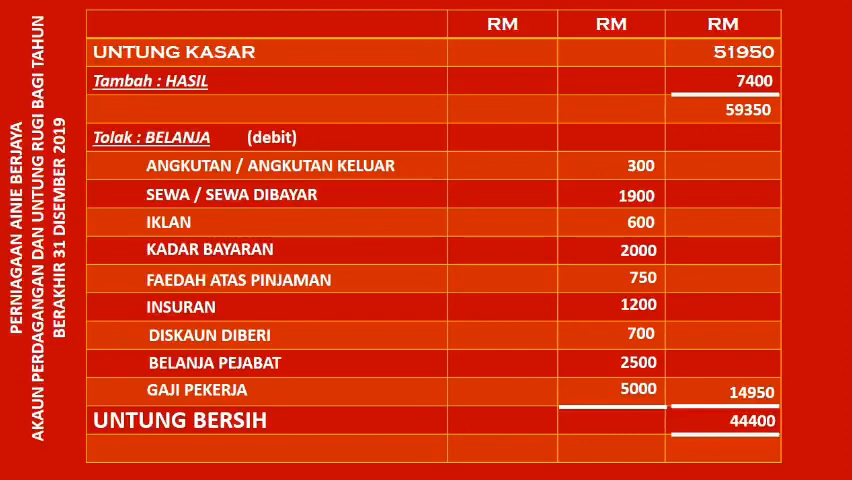 PERNIAGAAN AINIE BERJAYA
AKAUN PERDAGANGAN DAN UNTUNG RUGI BAGI TAHUN
BERAKHIR 31 DISEMBER 2019
RM RM RM
UNTUNG KASAR 51950
Tambah : HASIL 7400
59350
Tolak : BELANJA (debit)
ANGKUTAN / ANGKUTAN KELUAR 300
SEWA / SEWA DIBAYAR 1900
IKLAN 600
KADAR BAYARAN 2000
FAEDAH ATAS PINJAMAN 750
INSURAN 1200
DISKAUN DIBERI 700
BELANJA PEJABAT 2500
GAJI PEKERJA 5000 14950
UNTUNG BERSIH 44400